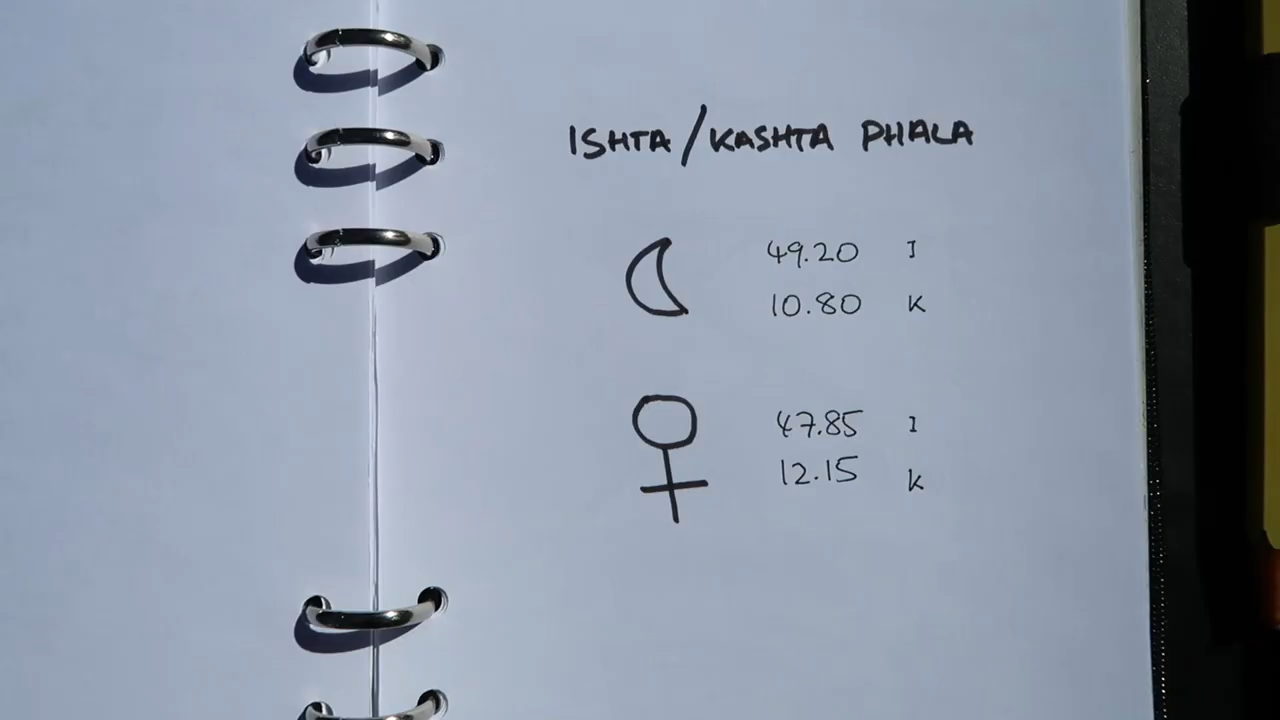 ISHTA/KASHTA PHALA
49.20 I
10.80 K
47.85 I
12.15 K